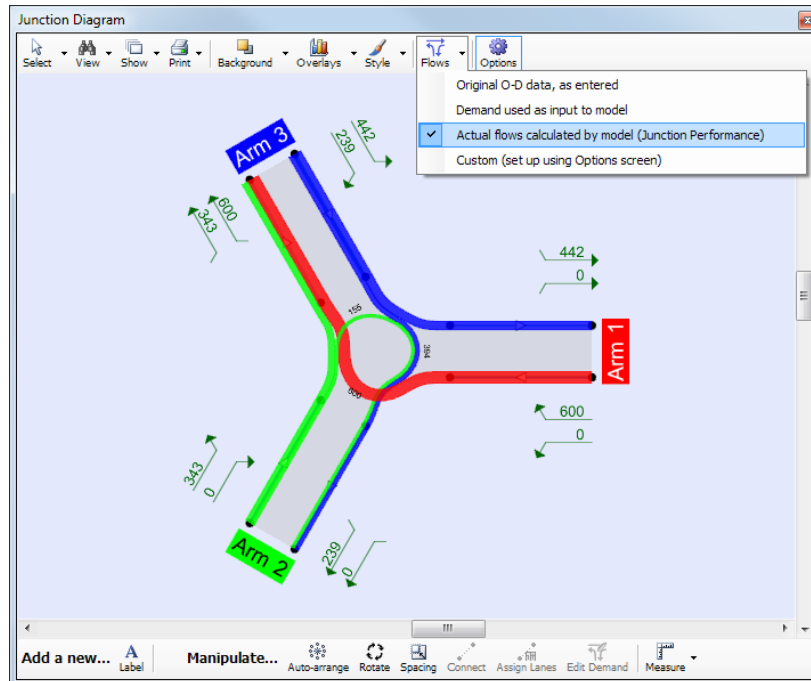 Junction Diagram
Select View Show Print Background Overlays Style Flows Options
Original O-D data, as entered
Demand used as input to model
Actual flows calculated by model (Junction Performance)
Custom (set up using Options screen)
Arm 3
442
239
600
343
442
0
155
394
600
Arm 1
600
0
343
0
Arm 2
239
0
Add a new... Label Manipulate... Auto-arrange Rotate Spacing Connect Assign Lanes Edit Demand Measure